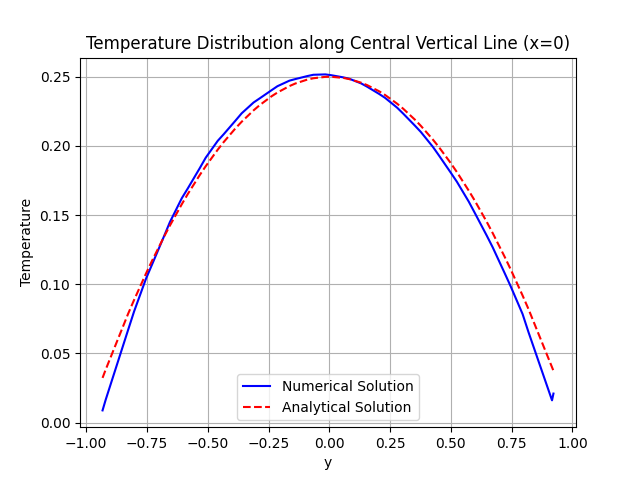 Temperature Distribution along Central Vertical Line (x=0)
Temperature
0.25
0.20
0.15
0.10
0.05
0.00
Numerical Solution
Analytical Solution
−1.00 −0.75 −0.50 −0.25 0.00 0.25 0.50 0.75 1.00
y